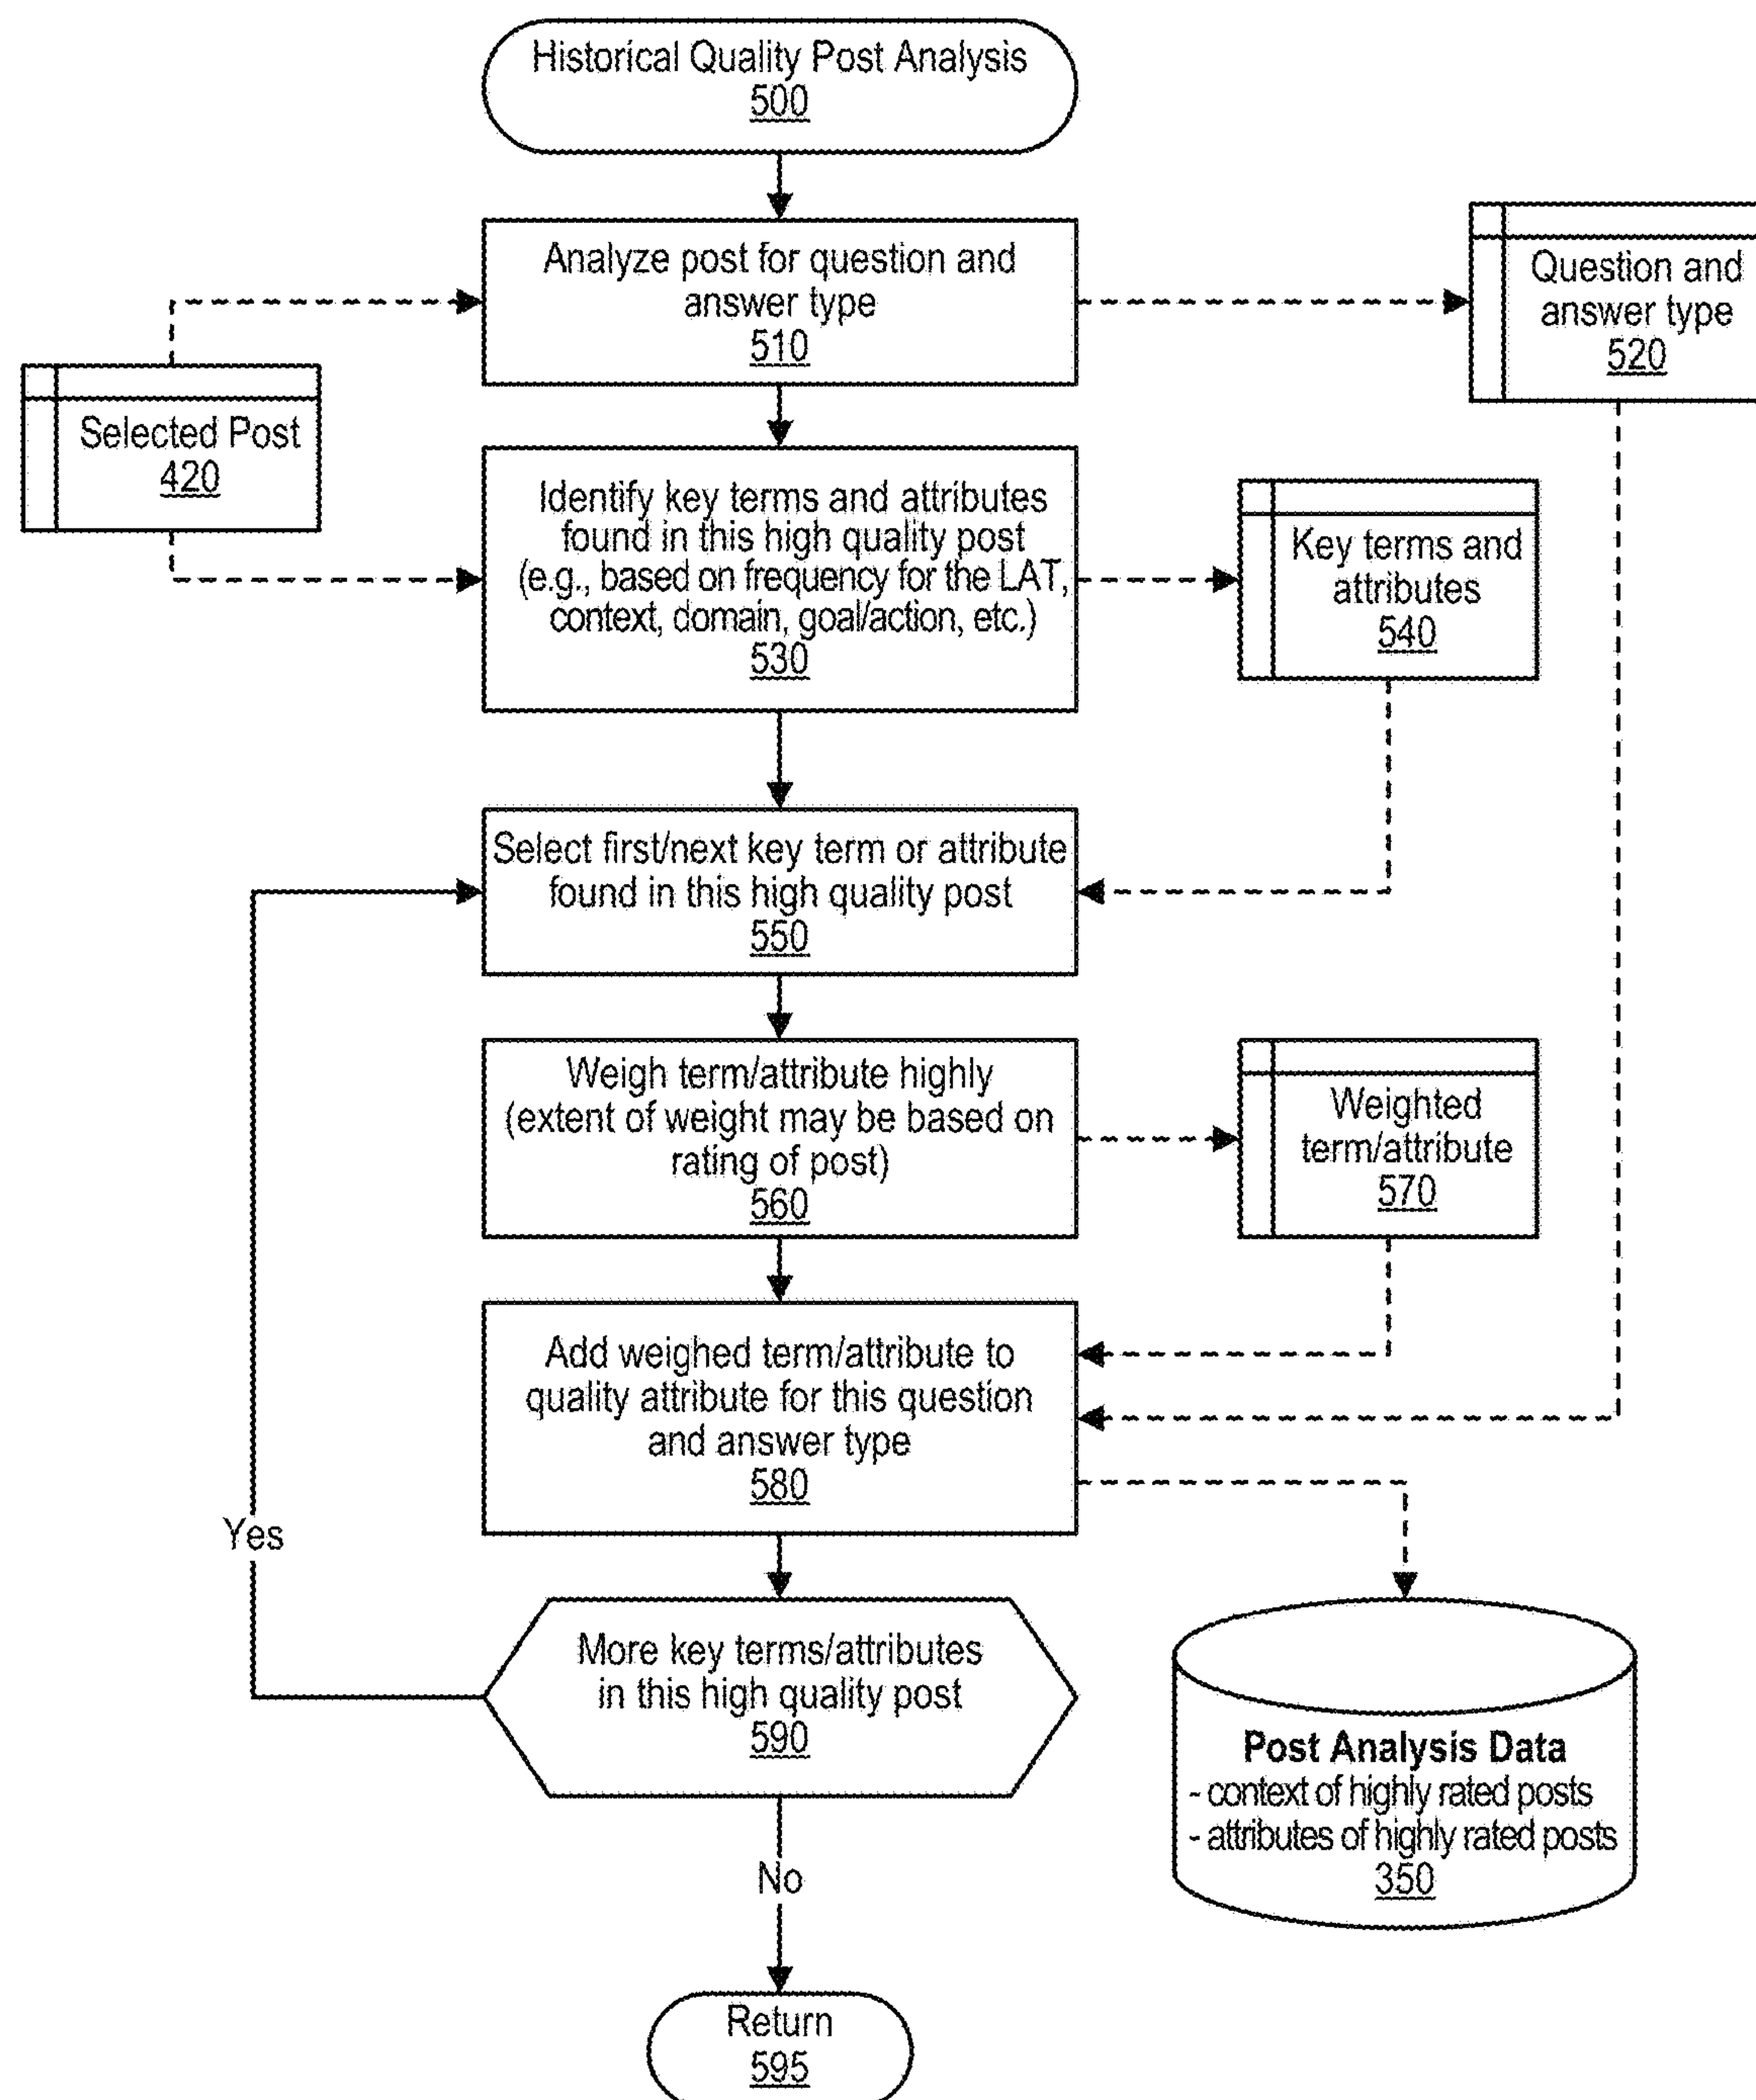 Historical Quality Post Analysis
500
Analyze post for question and
answer type
510
Question and
answer type
520
Selected Post
420
Identify key terms and attributes
found in this high quality post
(e.g., based on frequency for the LAT,
context, domain, goal/action, etc.)
530
Key terms and
attributes
540
Select first/next key term or attribute
found in this high quality post
550
Weigh term/attribute highly
(extent of weight may be based on
rating of post)
560
Weighted
term/attribute
570
Add weighed term/attribute to
quality attribute for this question
and answer type
580
Yes
More key terms/attributes
in this high quality post
590
Post Analysis Data
- context of highly rated posts
- attributes of highly rated posts
350
No
Return
595